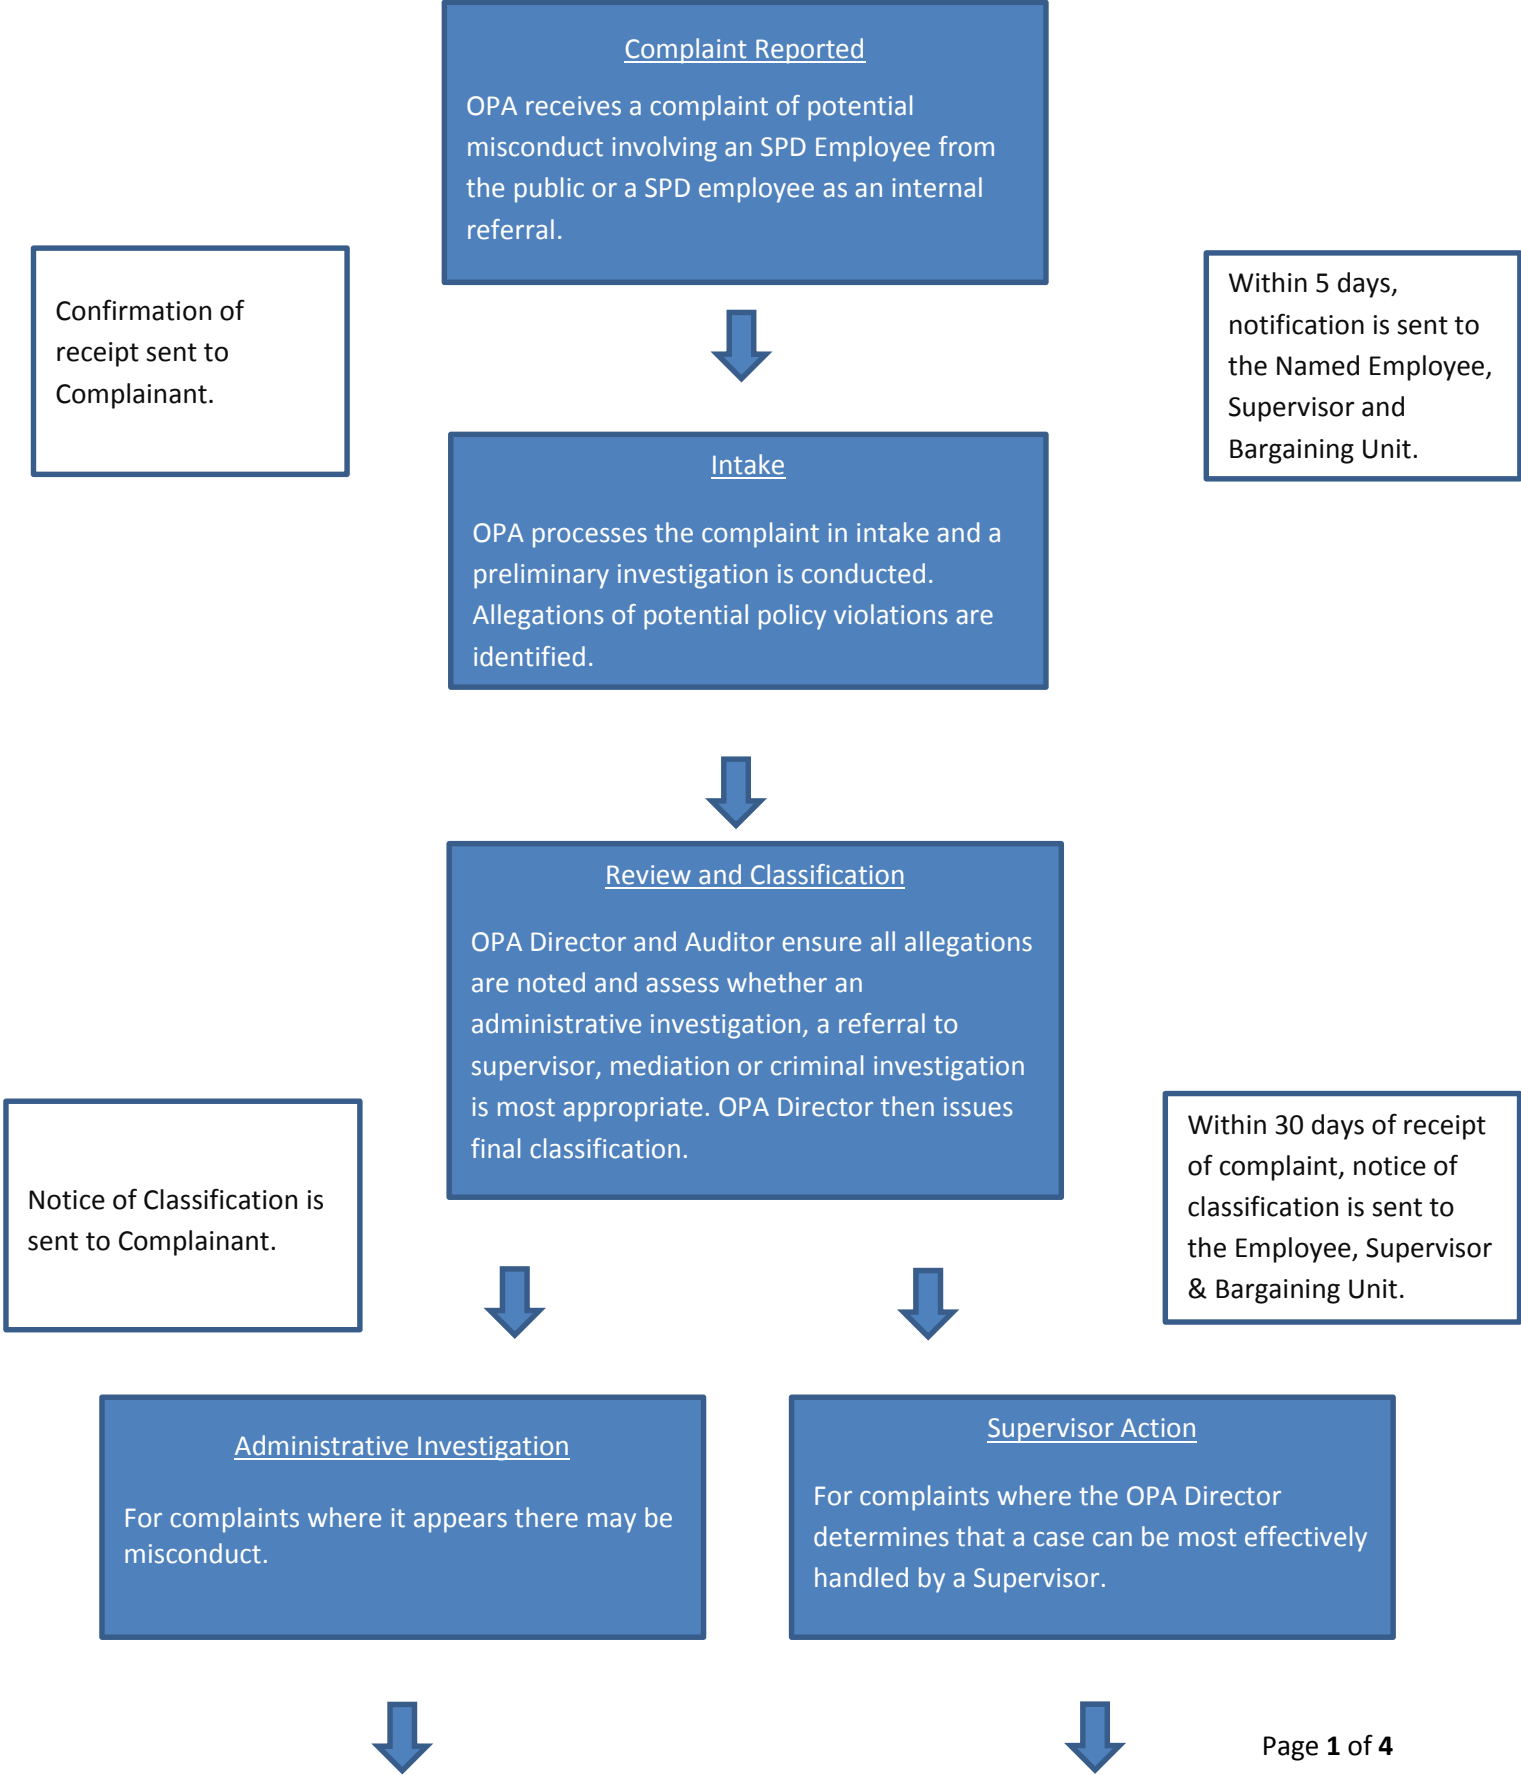 Complaint Reported
OPA receives a complaint of potential
misconduct involving an SPD Employee from
the public or a SPD employee as an internal
referral.
Confirmation of
receipt sent to
Complainant.
Within 5 days,
notification is sent to
the Named Employee,
Supervisor and
Bargaining Unit.
Intake
OPA processes the complaint in intake and a
preliminary investigation is conducted.
Allegations of potential policy violations are
identified.
Review and Classification
OPA Director and Auditor ensure all allegations
are noted and assess whether an
administrative investigation, a referral to
supervisor, mediation or criminal investigation
is most appropriate. OPA Director then issues
final classification.
Notice of Classification is
sent to Complainant.
Within 30 days of receipt
of complaint, notice of
classification is sent to
the Employee, Supervisor
& Bargaining Unit.
Administrative Investigation
For complaints where it appears there may be
misconduct.
Supervisor Action
For complaints where the OPA Director
determines that a case can be most effectively
handled by a Supervisor.
Page 1 of 4